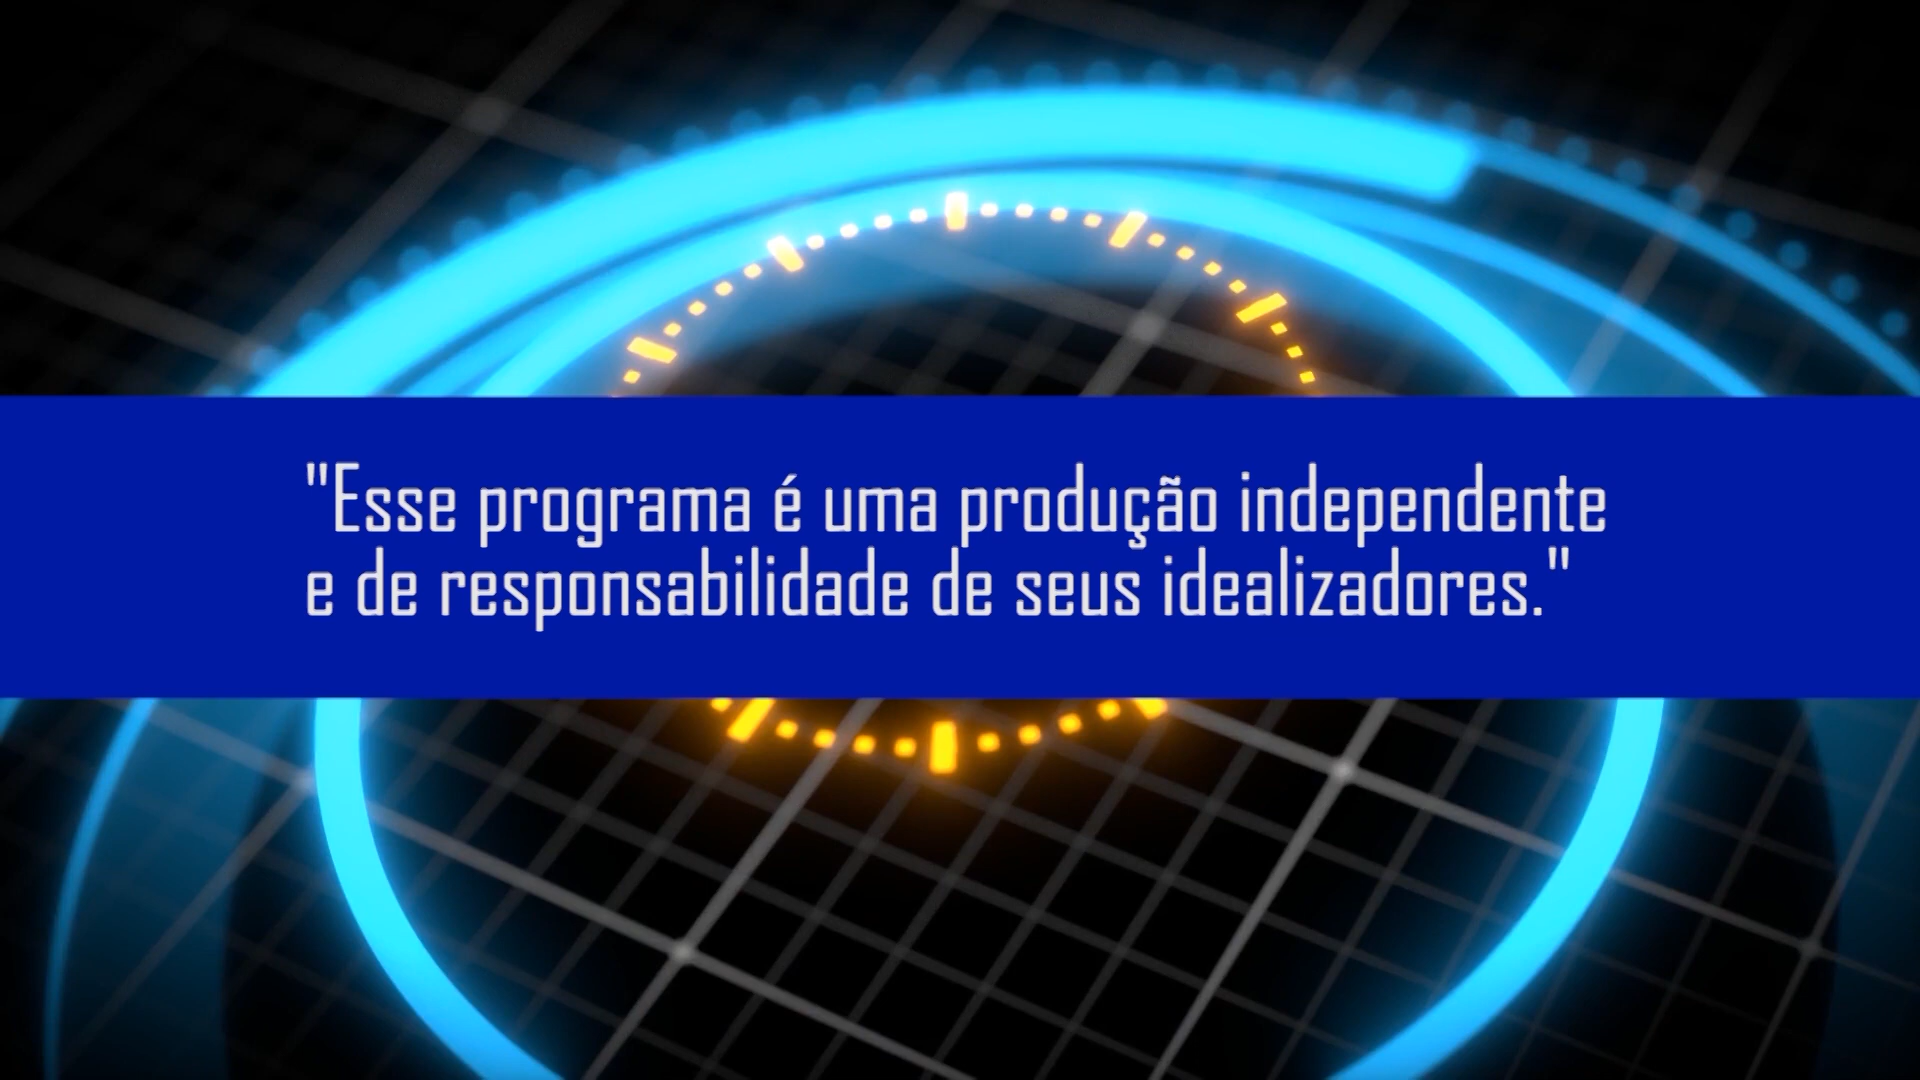 "Esse programa é uma produção independente
e de responsabilidade de seus idealizadores."